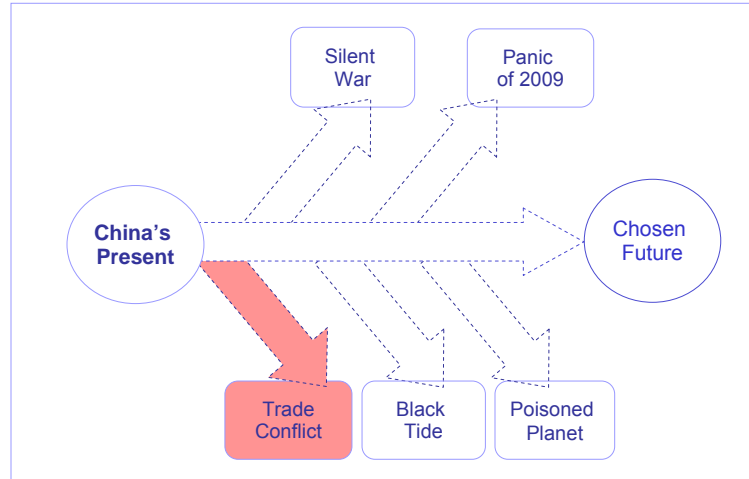 Silent
War
Panic
of 2009
China's
Present
Chosen
Future
Trade
Conflict
Black
Tide
Poisoned
Planet